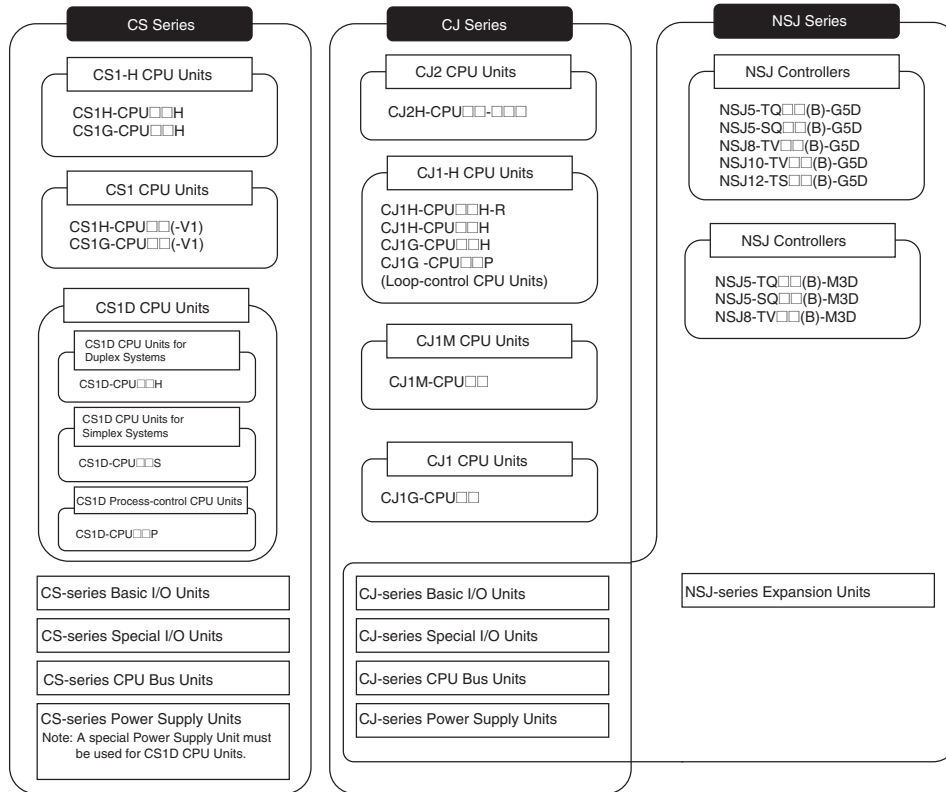 CS Series
CS1-H CPU Units
CS1H-CPU□□H
CS1G-CPU□□H
CS1 CPU Units
CS1H-CPU□□(-V1)
CS1G-CPU□□(-V1)
CS1D CPU Units
CS1D CPU Units for
Duplex Systems
CS1D-CPU□□H
CS1D CPU Units for
Simplex Systems
CS1D-CPU□□S
CS1D Process-control CPU Units
CS1D-CPU□□P
CS-series Basic I/O Units
CS-series Special I/O Units
CS-series CPU Bus Units
CS-series Power Supply Units
Note: A special Power Supply Unit must
be used for CS1D CPU Units.
CJ Series
CJ2 CPU Units
CJ2H-CPU□□-□□□
CJ1-H CPU Units
CJ1H-CPU□□H-R
CJ1H-CPU□□H
CJ1G-CPU□□H
CJ1G -CPU□□P
(Loop-control CPU Units)
CJ1M CPU Units
CJ1M-CPU□□
CJ1 CPU Units
CJ1G-CPU□□
CJ-series Basic I/O Units
CJ-series Special I/O Units
CJ-series CPU Bus Units
CJ-series Power Supply Units
NSJ Series
NSJ Controllers
NSJ5-TQ□□(B)-G5D
NSJ5-SQ□□(B)-G5D
NSJ8-TV□□(B)-G5D
NSJ10-TV□□(B)-G5D
NSJ12-TS□□(B)-G5D
NSJ Controllers
NSJ5-TQ□□(B)-M3D
NSJ5-SQ□□(B)-M3D
NSJ8-TV□□(B)-M3D
NSJ-series Expansion Units